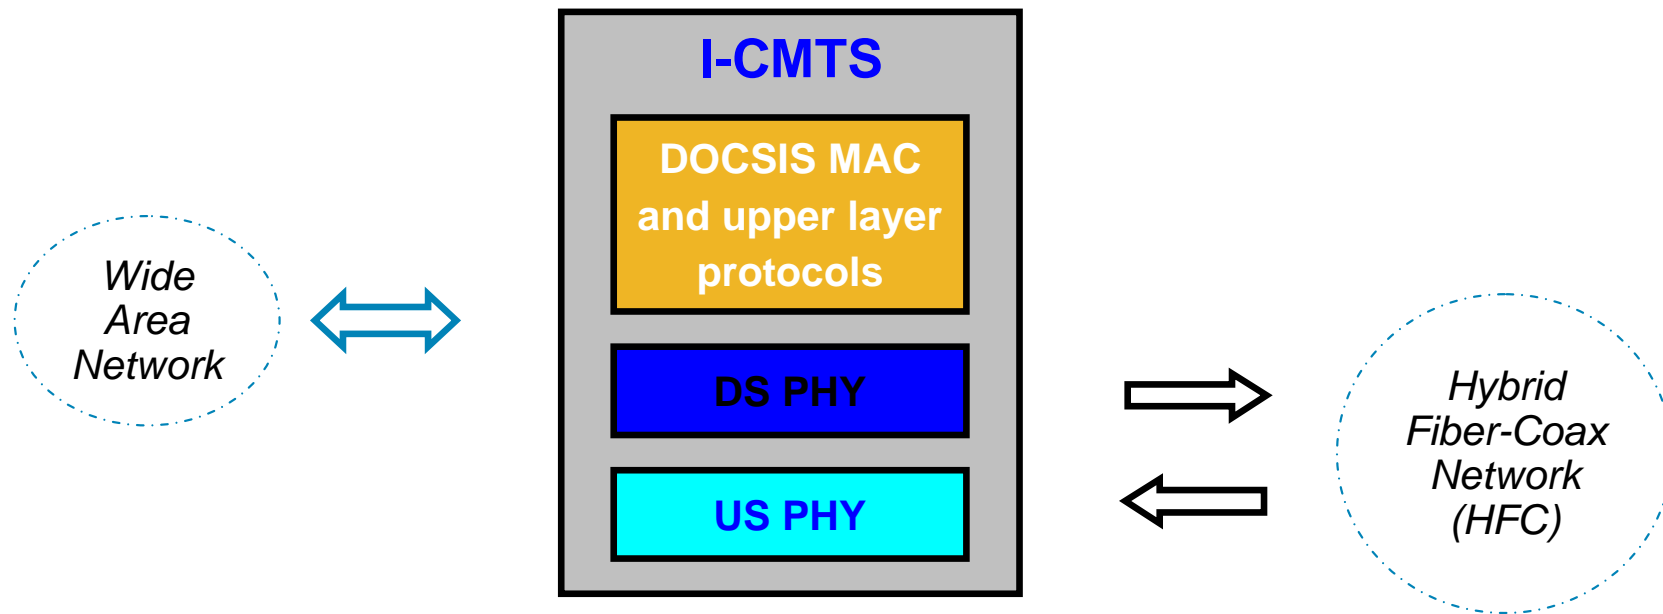 I-CMTS
DOCSIS MAC
and upper layer
protocols
Wide
Area
Network
DS PHY
US PHY
Hybrid
Fiber-Coax
Network
(HFC)